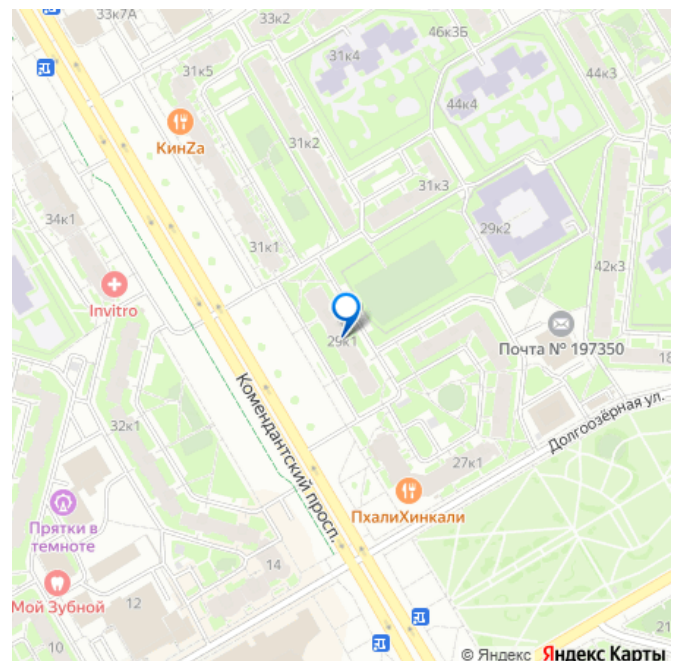 33к7А
33к2
46к3Б
31к5
31к4
44к3
44к4
КинZа
31к2
31к3
34к1
29к2
31к1
42к3
Invitro
29к1
Почта № 197350
18
32к1
Комендантский просп.
Долгоозёрная ул.
27к1
Прятки в
темноте
ПхалиХинкали
14
Мой Зубной
12
10
21
© Яндекс Яндекс Карты